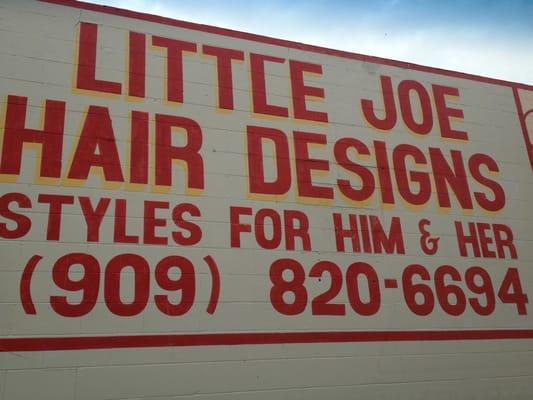 LITTLE JOE
HAIR DESIGNS
STYLES FOR HIM & HER
(909) 820-6694